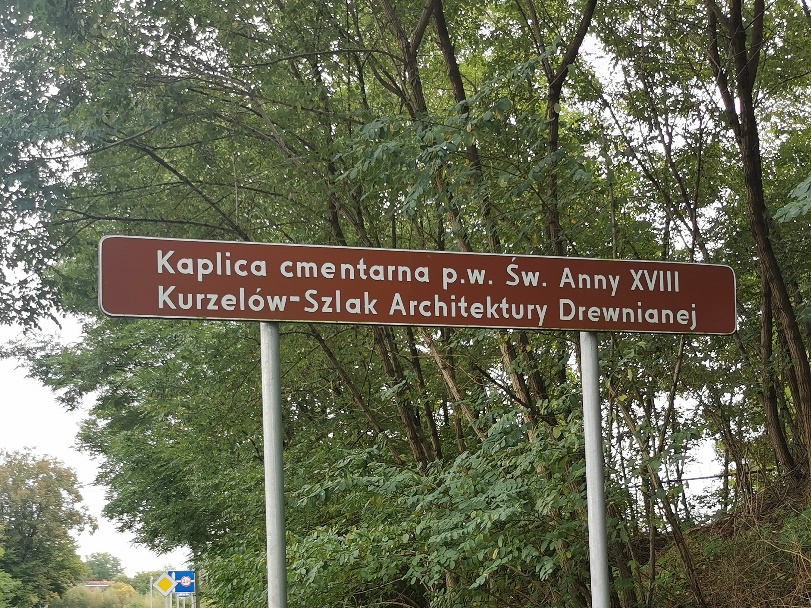 Kaplica cmentarna p.w. Św. Anny XVIII
Kurzelów-Szlak Architektury Drewnianej